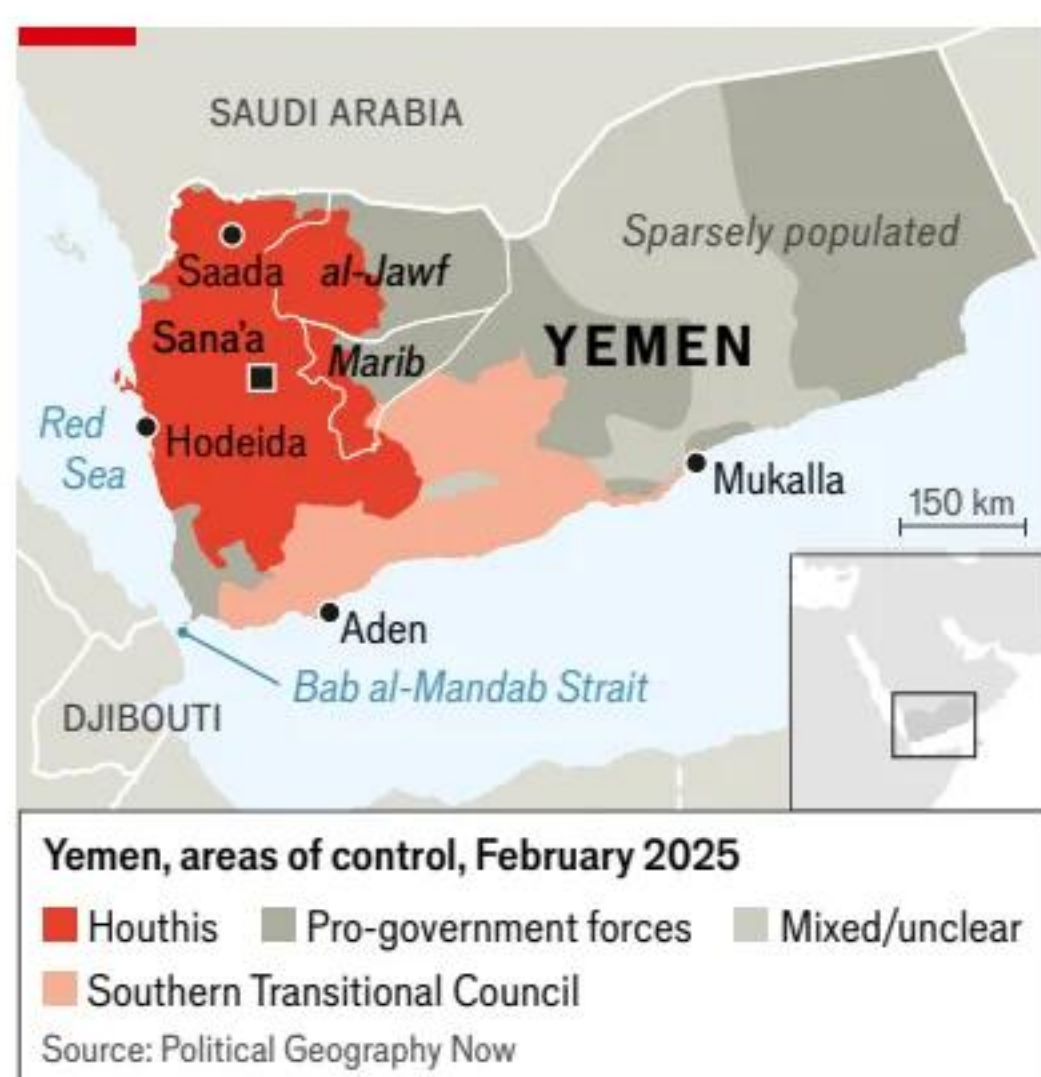 SAUDI ARABIA
Sparsely populated
Saada
al-Jawf
Sana'a
Marib
YEMEN
Red
Sea
Hodeida
Mukalla
150 km
Aden
Bab al-Mandab Strait
DJIBOUTI
Yemen, areas of control, February 2025
Houthis Pro-government forces Mixed/unclear
Southern Transitional Council
Source: Political Geography Now